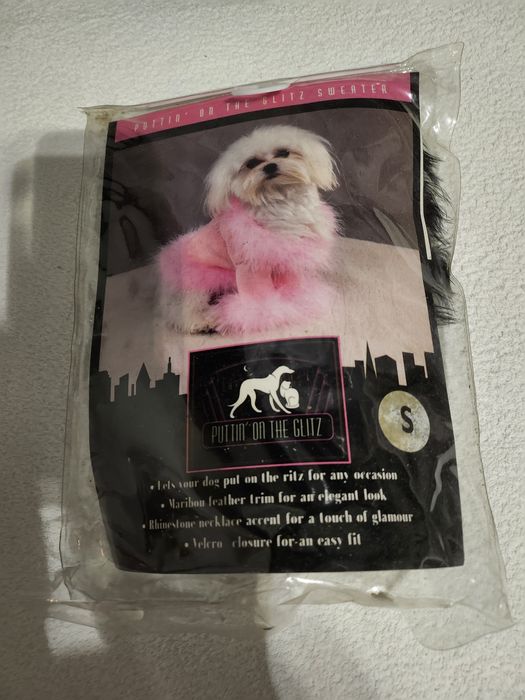 PUTTIN' ON THE GLITZ SWEATER
PUTTIN' ON THE GLITZ
S
• Lets your dog put on the ritz for any occasion
• Maribou feather trim for an elegant look
• Rhinestone necklace accent for a touch of glamour
• Velcro closure for an easy fit